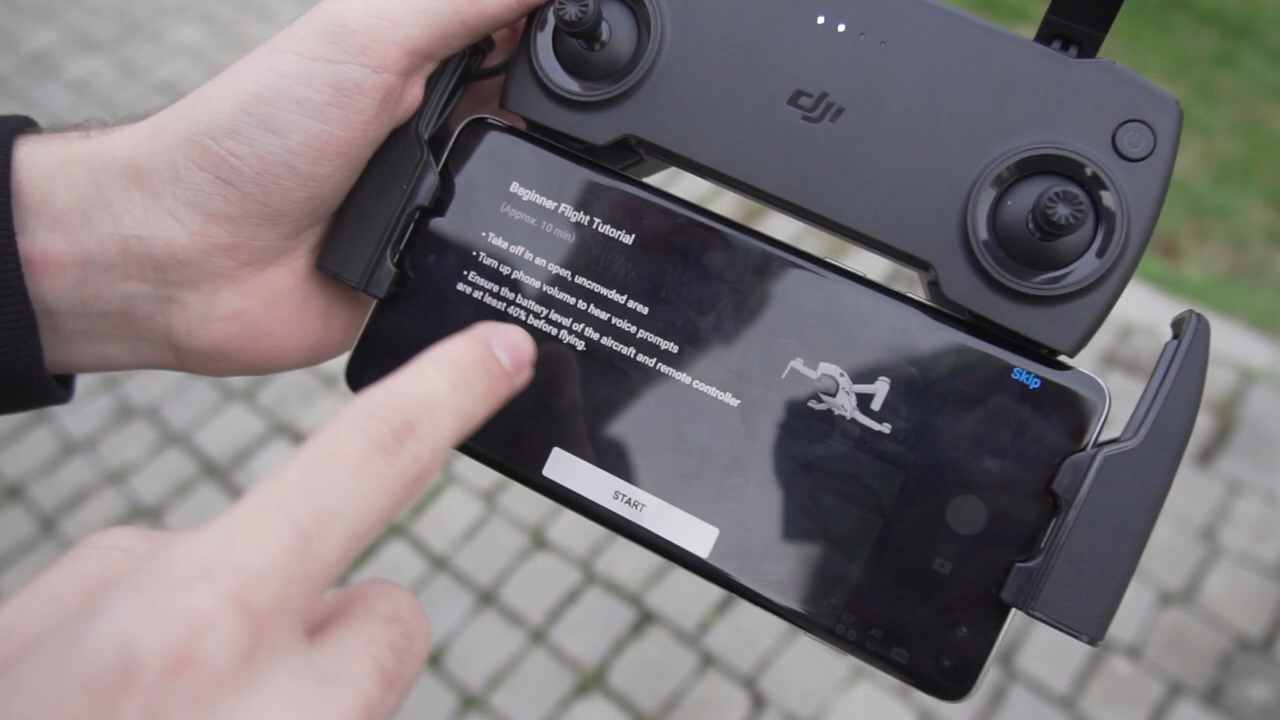 dji
Beginner Flight Tutorial
(Approx. 10 min)
• Take off in an open, uncrowded area
• Turn up phone volume to hear voice prompts
• Ensure the battery level of the aircraft and remote controller
are at least 40% before flying.
Skip
START